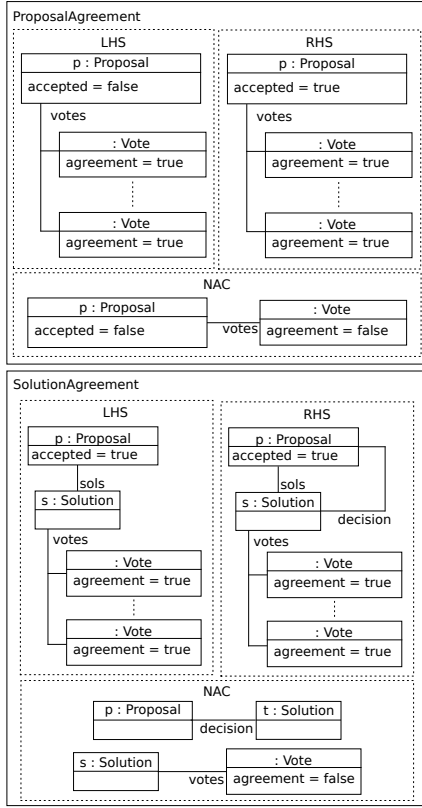 ProposalAgreement
LHS
p : Proposal
accepted = false
votes
: Vote
agreement = true
: Vote
agreement = true
RHS
p : Proposal
accepted = true
votes
: Vote
agreement = true
: Vote
agreement = true
NAC
p : Proposal
accepted = false
votes
: Vote
agreement = false
SolutionAgreement
LHS
p : Proposal
accepted = true
sols
s : Solution
votes
: Vote
agreement = true
: Vote
agreement = true
RHS
p : Proposal
accepted = true
sols
s : Solution
decision
votes
: Vote
agreement = true
: Vote
agreement = true
NAC
p : Proposal
decision
t : Solution
s : Solution
votes
: Vote
agreement = false